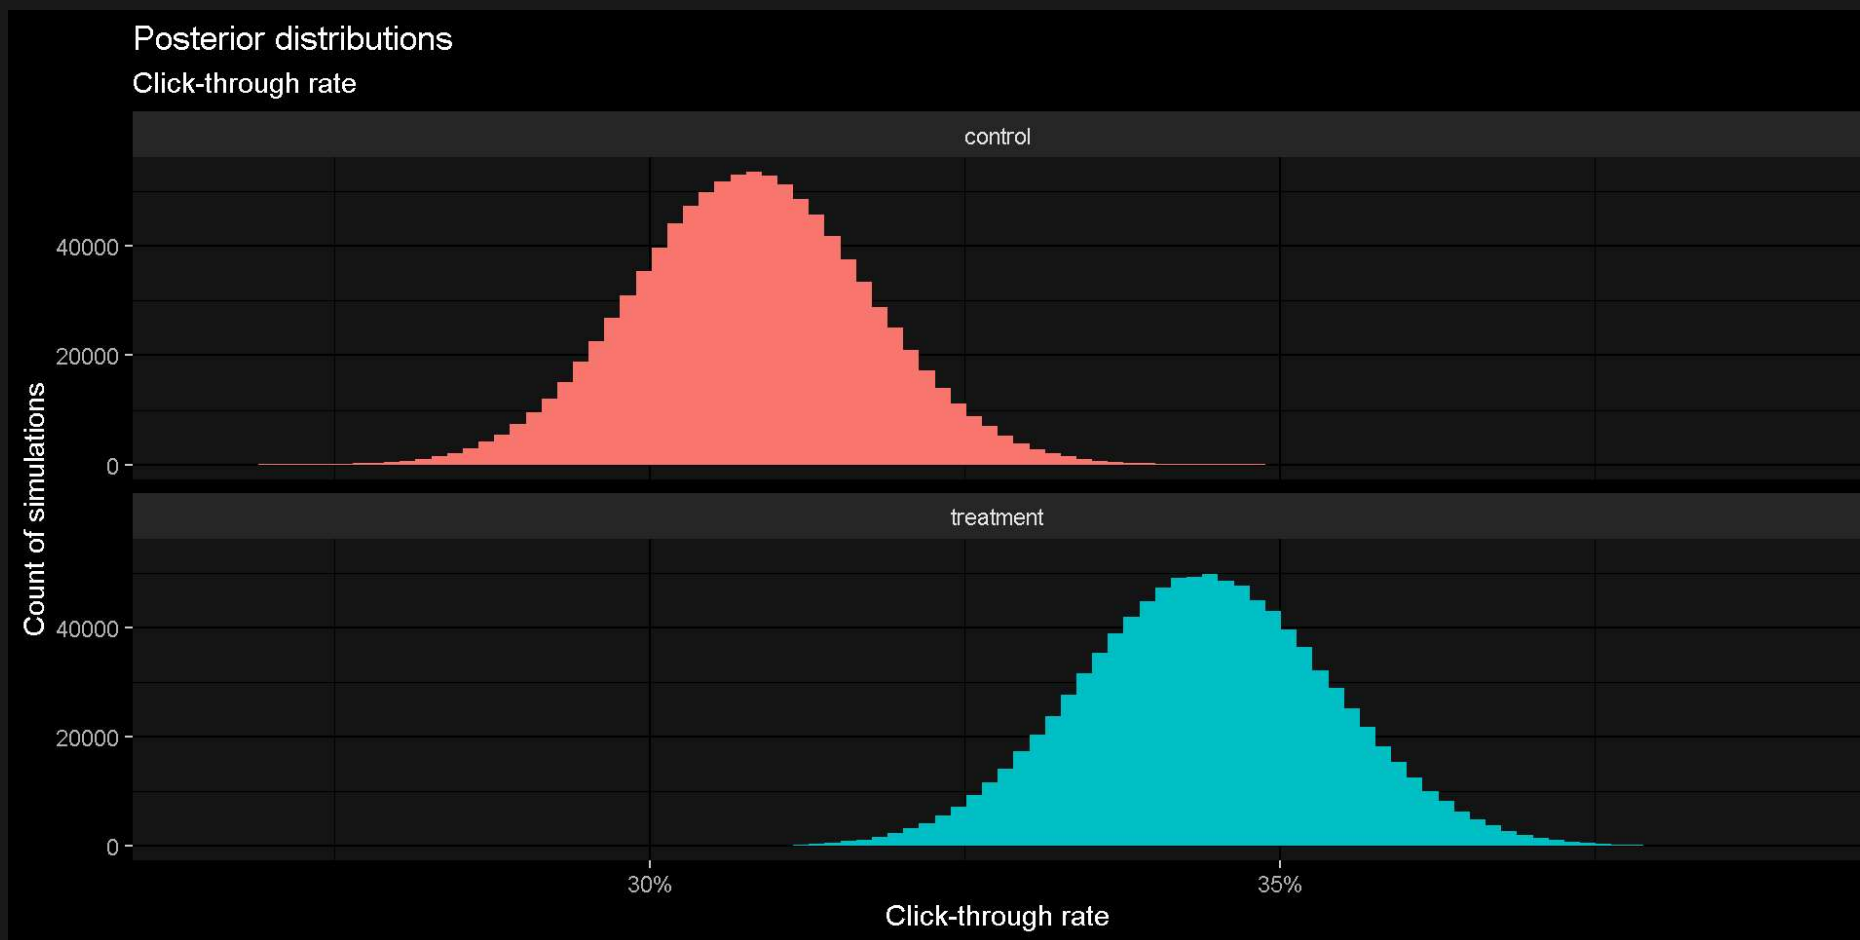 Posterior distributions
Click-through rate
control
40000
20000
0
treatment
40000
20000
0
Count of simulations
30%
35%
Click-through rate